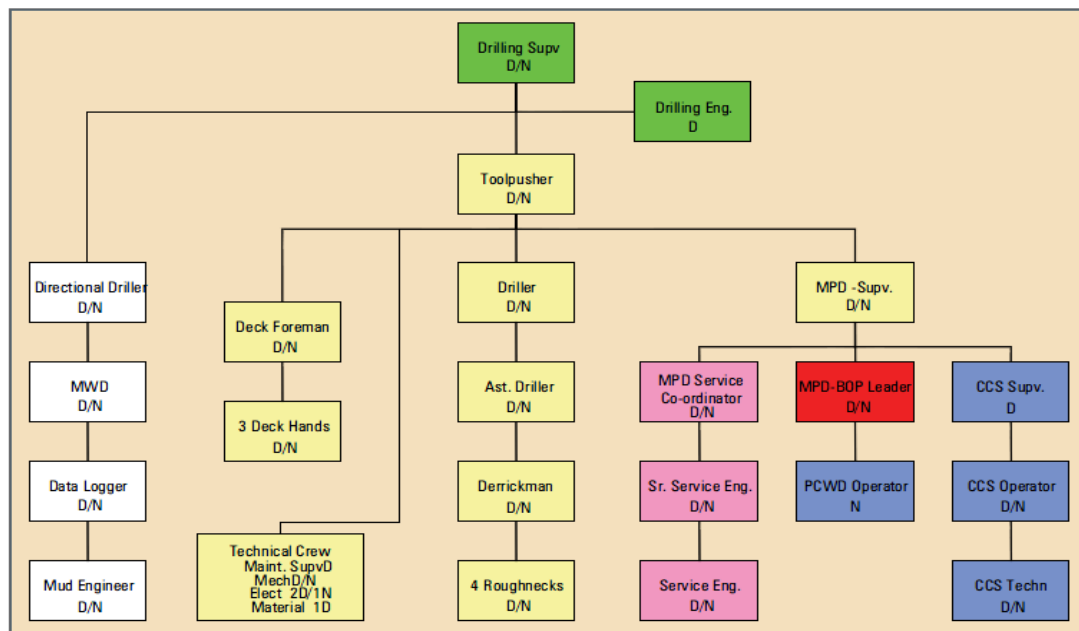 Drilling Supv
D/N
Drilling Eng.
D
Toolpusher
D/N
Directional Driller
D/N
Deck Foreman
D/N
Driller
D/N
MPD -Supv.
D/N
MWD
D/N
3 Deck Hands
D/N
Ast. Driller
D/N
MPD Service
Co-ordinator
D/N
MPD-BOP Leader
D/N
CCS Supv.
D
Data Logger
D/N
Derrickman
D/N
Sr. Service Eng.
D/N
PCWD Operator
N
CCS Operator
D/N
Mud Engineer
D/N
Technical Crew
Maint. SupvD
MechD/N
Elect 2D/1N
Material 1D
4 Roughnecks
D/N
Service Eng.
D/N
CCS Techn
D/N